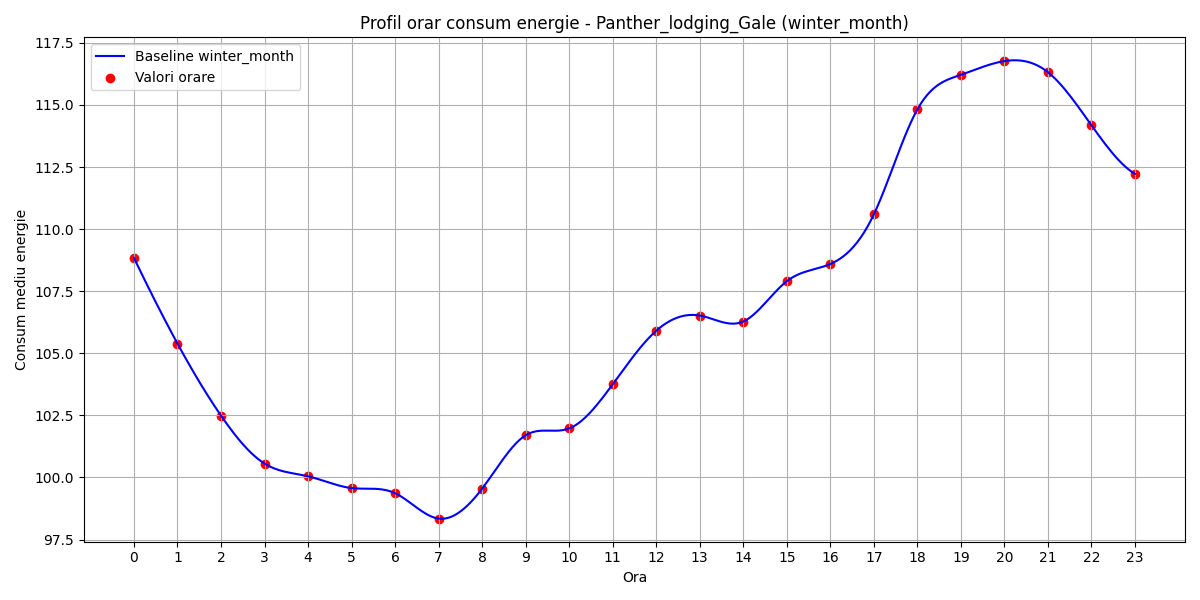 Profil orar consum energie - Panther_lodging_Gale (winter_month)
Baseline winter_month
Valori orare
Consum mediu energie
117.5
115.0
112.5
110.0
107.5
105.0
102.5
100.0
97.5
0 1 2 3 4 5 6 7 8 9 10 11 12 13 14 15 16 17 18 19 20 21 22 23
Ora